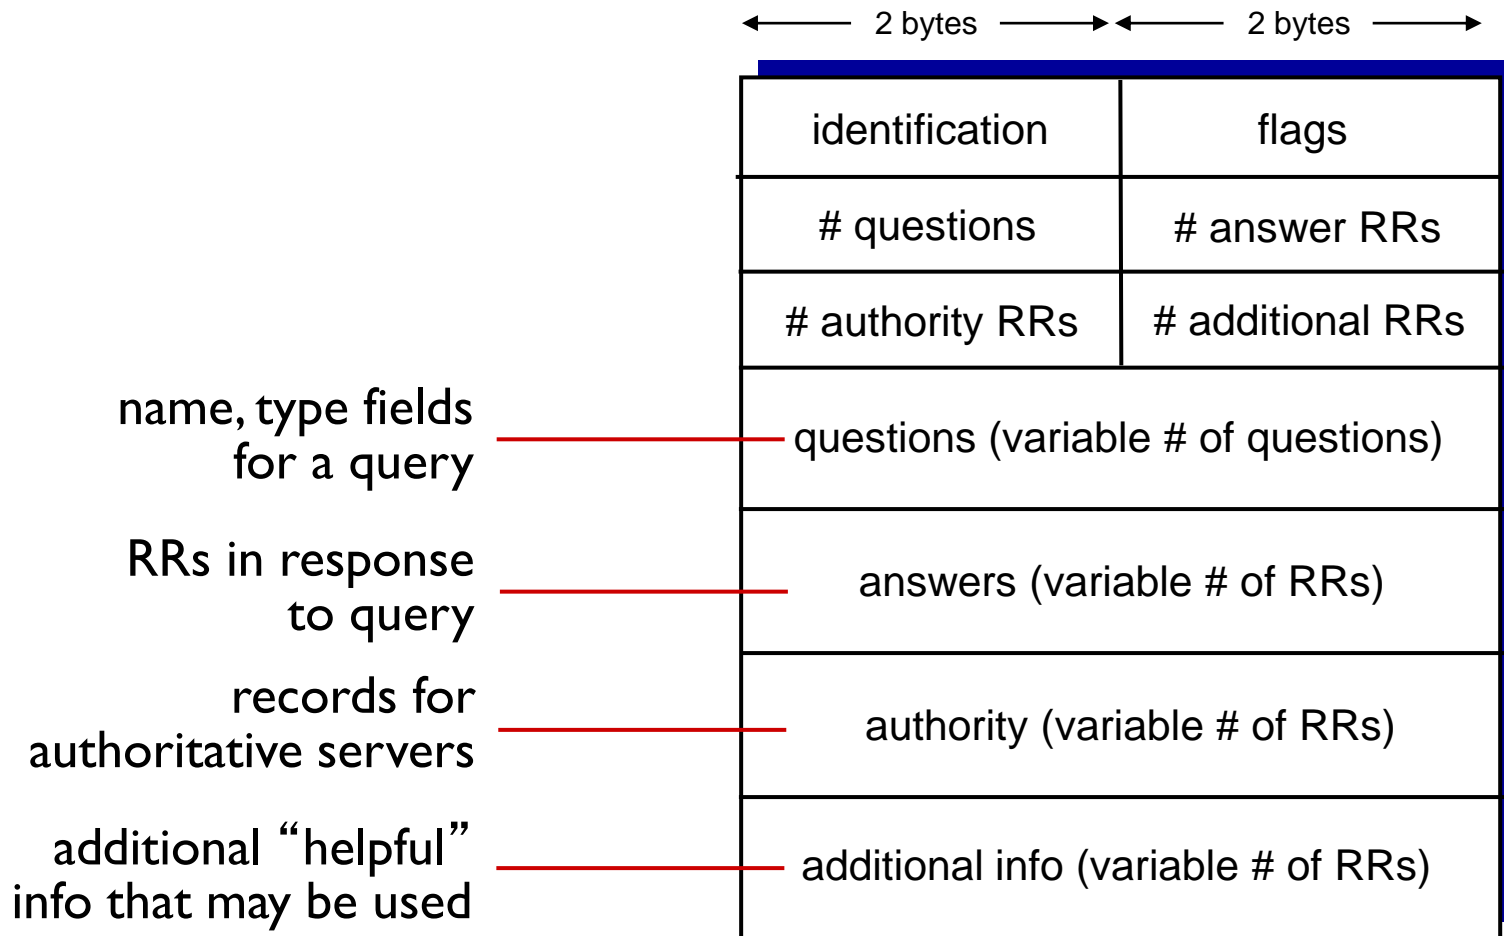 2 bytes 2 bytes
identification flags
# questions # answer RRs
# authority RRs # additional RRs
name, type fields
for a query
questions (variable # of questions)
RRs in response
to query
answers (variable # of RRs)
records for
authoritative servers
authority (variable # of RRs)
additional “helpful”
info that may be used
additional info (variable # of RRs)